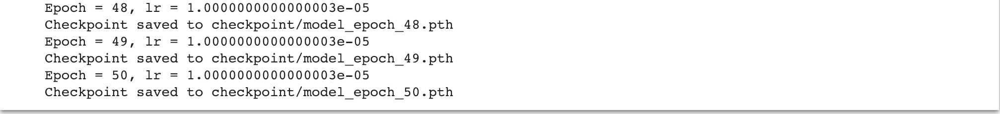 Epoch = 48, lr = 1.0000000000000003e-05
Checkpoint saved to checkpoint/model_epoch_48.pth
Epoch = 49, lr = 1.0000000000000003e-05
Checkpoint saved to checkpoint/model_epoch_49.pth
Epoch = 50, lr = 1.0000000000000003e-05
Checkpoint saved to checkpoint/model_epoch_50.pth